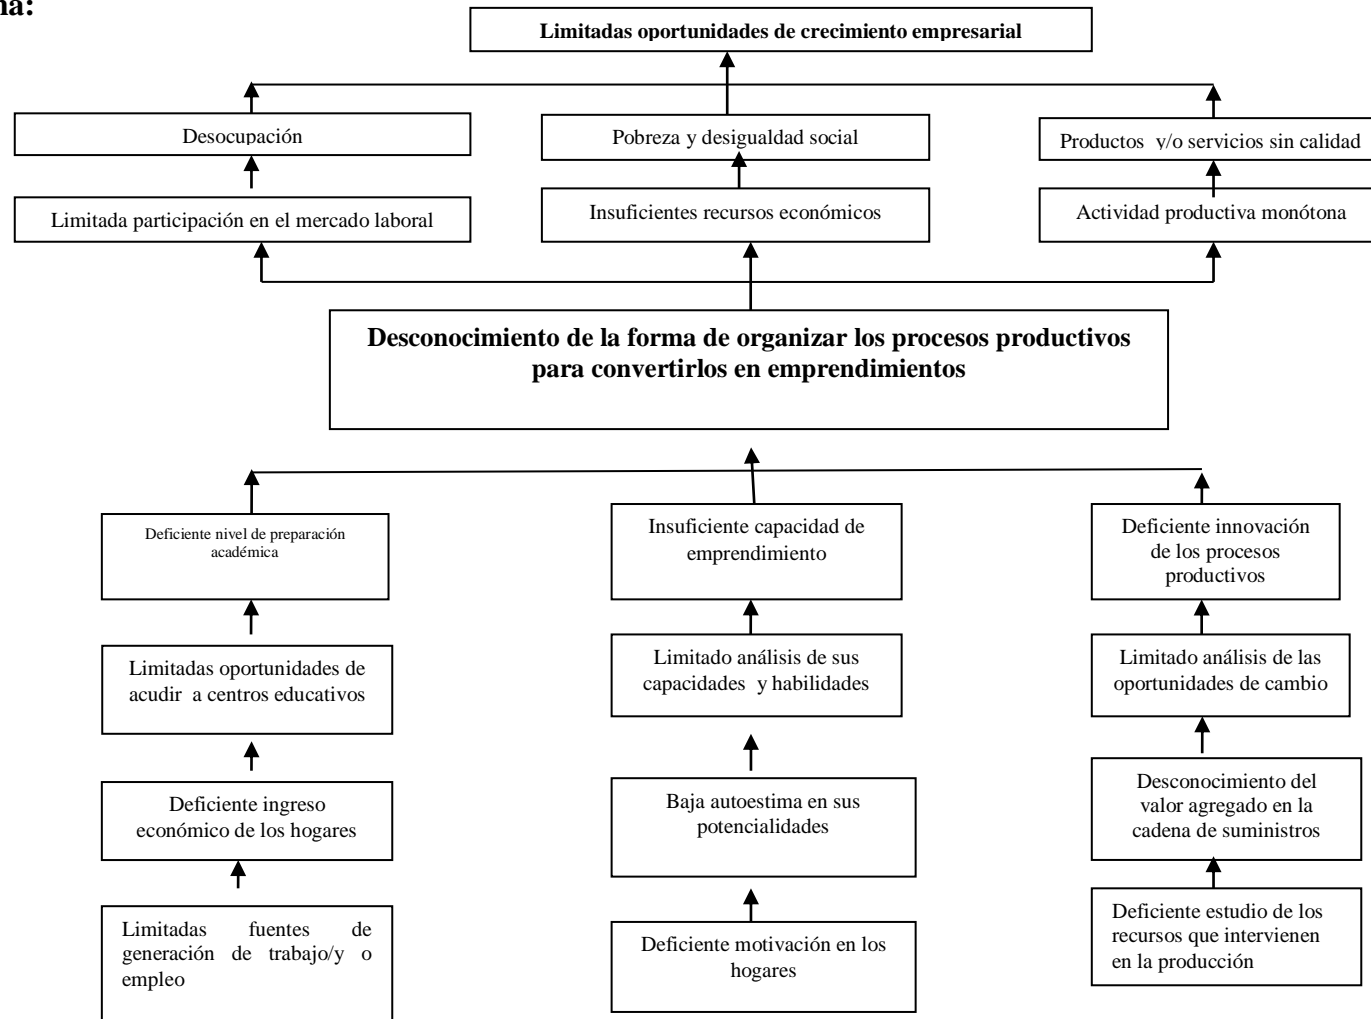 na:
Limitadas oportunidades de crecimiento empresarial
Desocupación
Pobreza y desigualdad social
Productos y/o servicios sin calidad
Limitada participación en el mercado laboral
Insuficientes recursos económicos
Actividad productiva monótona
Desconocimiento de la forma de organizar los procesos productivos
para convertirlos en emprendimientos
Deficiente nivel de preparación
académica
Insuficiente capacidad de
emprendimiento
Deficiente innovación
de los procesos
productivos
Limitadas oportunidades de
acudir a centros educativos
Limitado análisis de sus
capacidades y habilidades
Limitado análisis de las
oportunidades de cambio
Deficiente ingreso
económico de los hogares
Baja autoestima en sus
potencialidades
Desconocimiento del
valor agregado en la
cadena de suministros
Limitadas fuentes de
generación de trabajo/y o
empleo
Deficiente motivación en los
hogares
Deficiente estudio de los
recursos que intervienen
en la producción